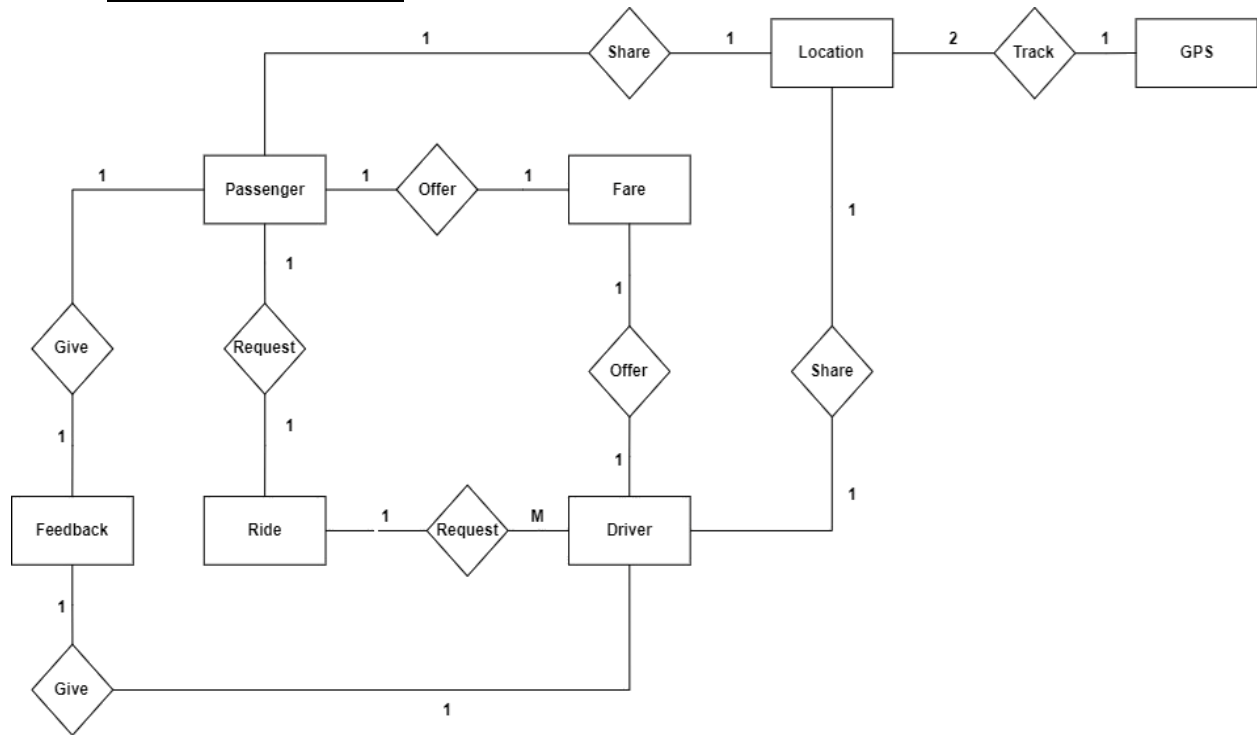 1
Share
1
Location
2
Track
1
GPS
1
Passenger
1
Offer
1
Fare
1
1
1
Give
Request
Offer
Share
1
1
1
1
Feedback
Ride
1
Request
M
Driver
1
1
Give
1